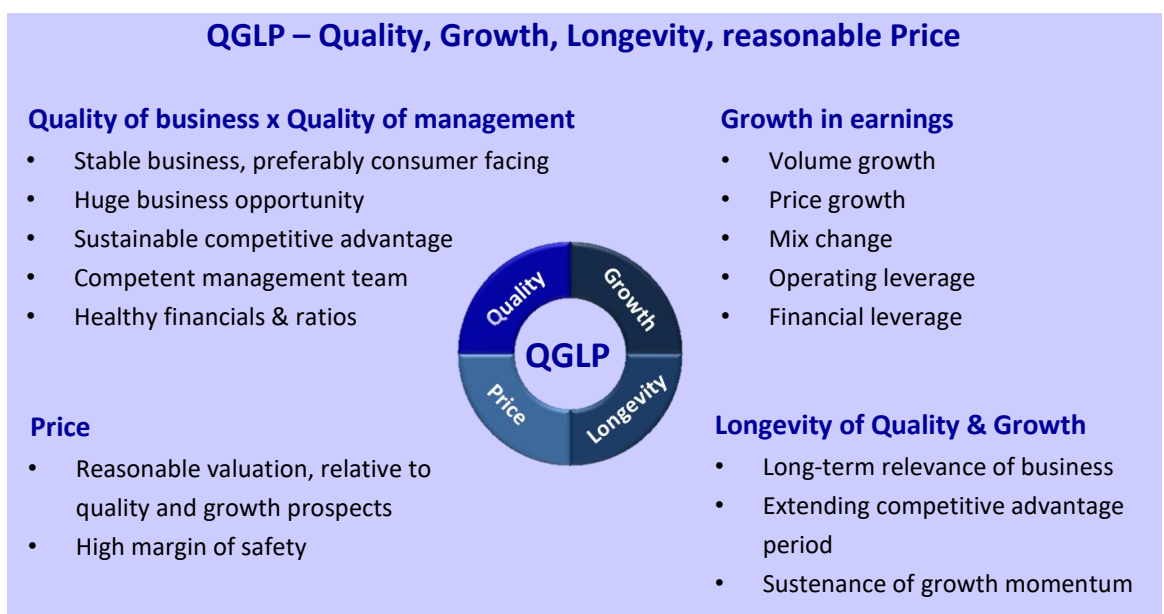 QGLP – Quality, Growth, Longevity, reasonable Price
Quality of business x Quality of management
• Stable business, preferably consumer facing
• Huge business opportunity
• Sustainable competitive advantage
• Competent management team
• Healthy financials & ratios
Growth in earnings
• Volume growth
• Price growth
• Mix change
• Operating leverage
• Financial leverage
Quality
Growth
QGLP
Price
Longevity
Price
• Reasonable valuation, relative to
quality and growth prospects
• High margin of safety
Longevity of Quality & Growth
• Long-term relevance of business
• Extending competitive advantage
period
• Sustenance of growth momentum